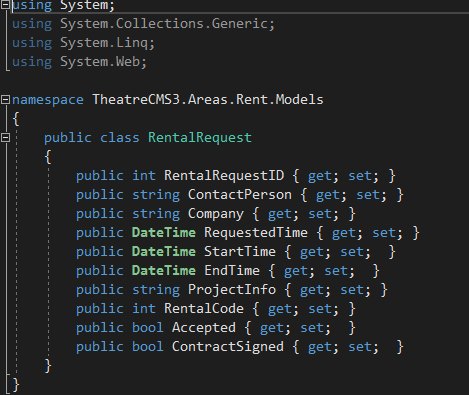 using System;
using System.Collections.Generic;
using System.Linq;
using System.Web;
namespace TheatreCMS3.Areas.Rent.Models
{
public class RentalRequest
{
public int RentalRequestID { get; set; }
public string ContactPerson { get; set; }
public string Company { get; set; }
public DateTime RequestedTime { get; set; }
public DateTime StartTime { get; set;  }
public DateTime EndTime { get; set;  }
public string ProjectInfo { get; set; }
public int RentalCode { get; set; }
public bool Accepted { get; set;  }
public bool ContractSigned { get; set;  }
}
}